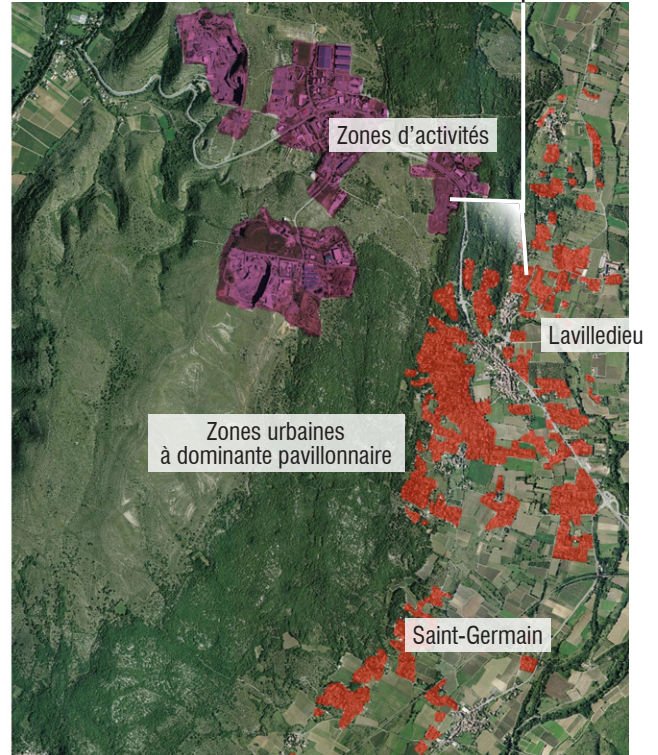 Zones d’activités
Lavilledieu
Zones urbaines
à dominante pavillonnaire
Saint-Germain